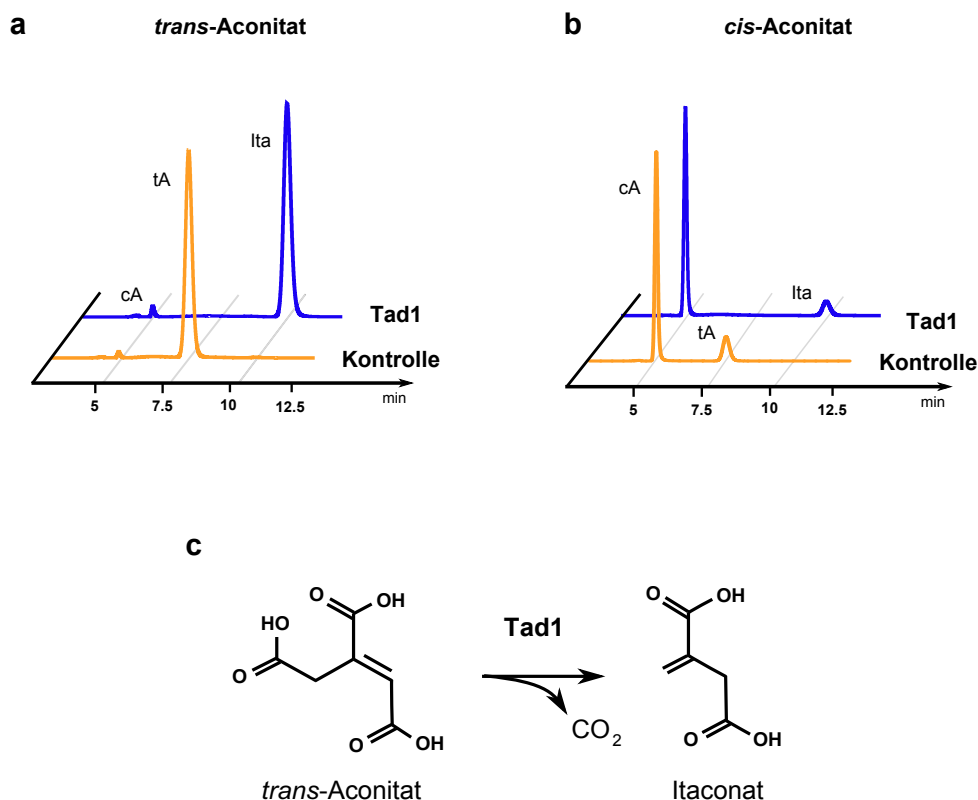 a
trans-Aconitat
Ita
tA
cA
Tad1
Kontrolle
5
7.5
10
12.5
min
b
cis-Aconitat
cA
Ita
tA
Tad1
Kontrolle
5
7.5
10
12.5
min
c
O
OH
HO
O
O
OH
trans-Aconitat
Tad1
CO2
O
OH
O
OH
Itaconat